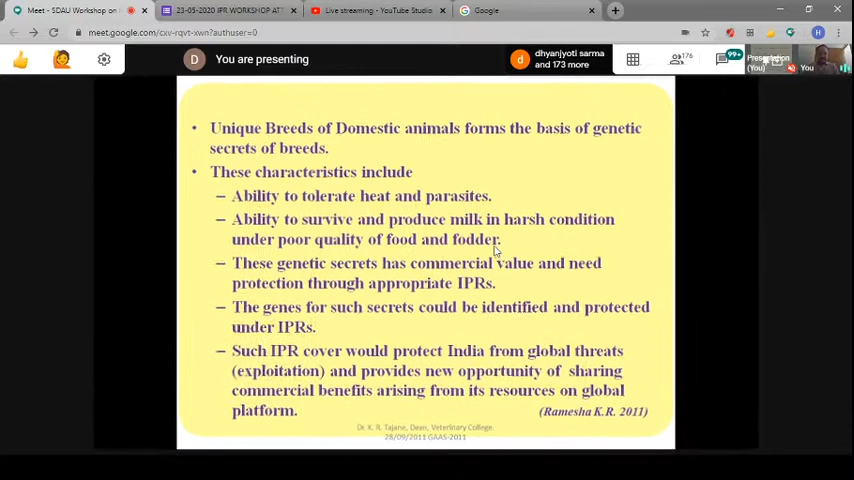 Meet - SDAU Workshop on I
23-05-2020 IPR WORKSHOP ATT
Live streaming - YouTube Studio
Google
meet.google.com/cxv-rqvt-xwn?authuser=0
H
D
You are presenting
d
dhyanjyoti sarma
and 173 more
176
99+
Presentation
(You)
You
• Unique Breeds of Domestic animals forms the basis of genetic
secrets of breeds.
• These characteristics include
– Ability to tolerate heat and parasites.
– Ability to survive and produce milk in harsh condition
under poor quality of food and fodder.
– These genetic secrets has commercial value and need
protection through appropriate IPRs.
– The genes for such secrets could be identified and protected
under IPRs.
– Such IPR cover would protect India from global threats
(exploitation) and provides new opportunity of sharing
commercial benefits arising from its resources on global
platform.
(Ramesha K.R. 2011)
Dr. K. R. Tajane, Dean, Veterinary College.
28/09/2011 GAAS-2011